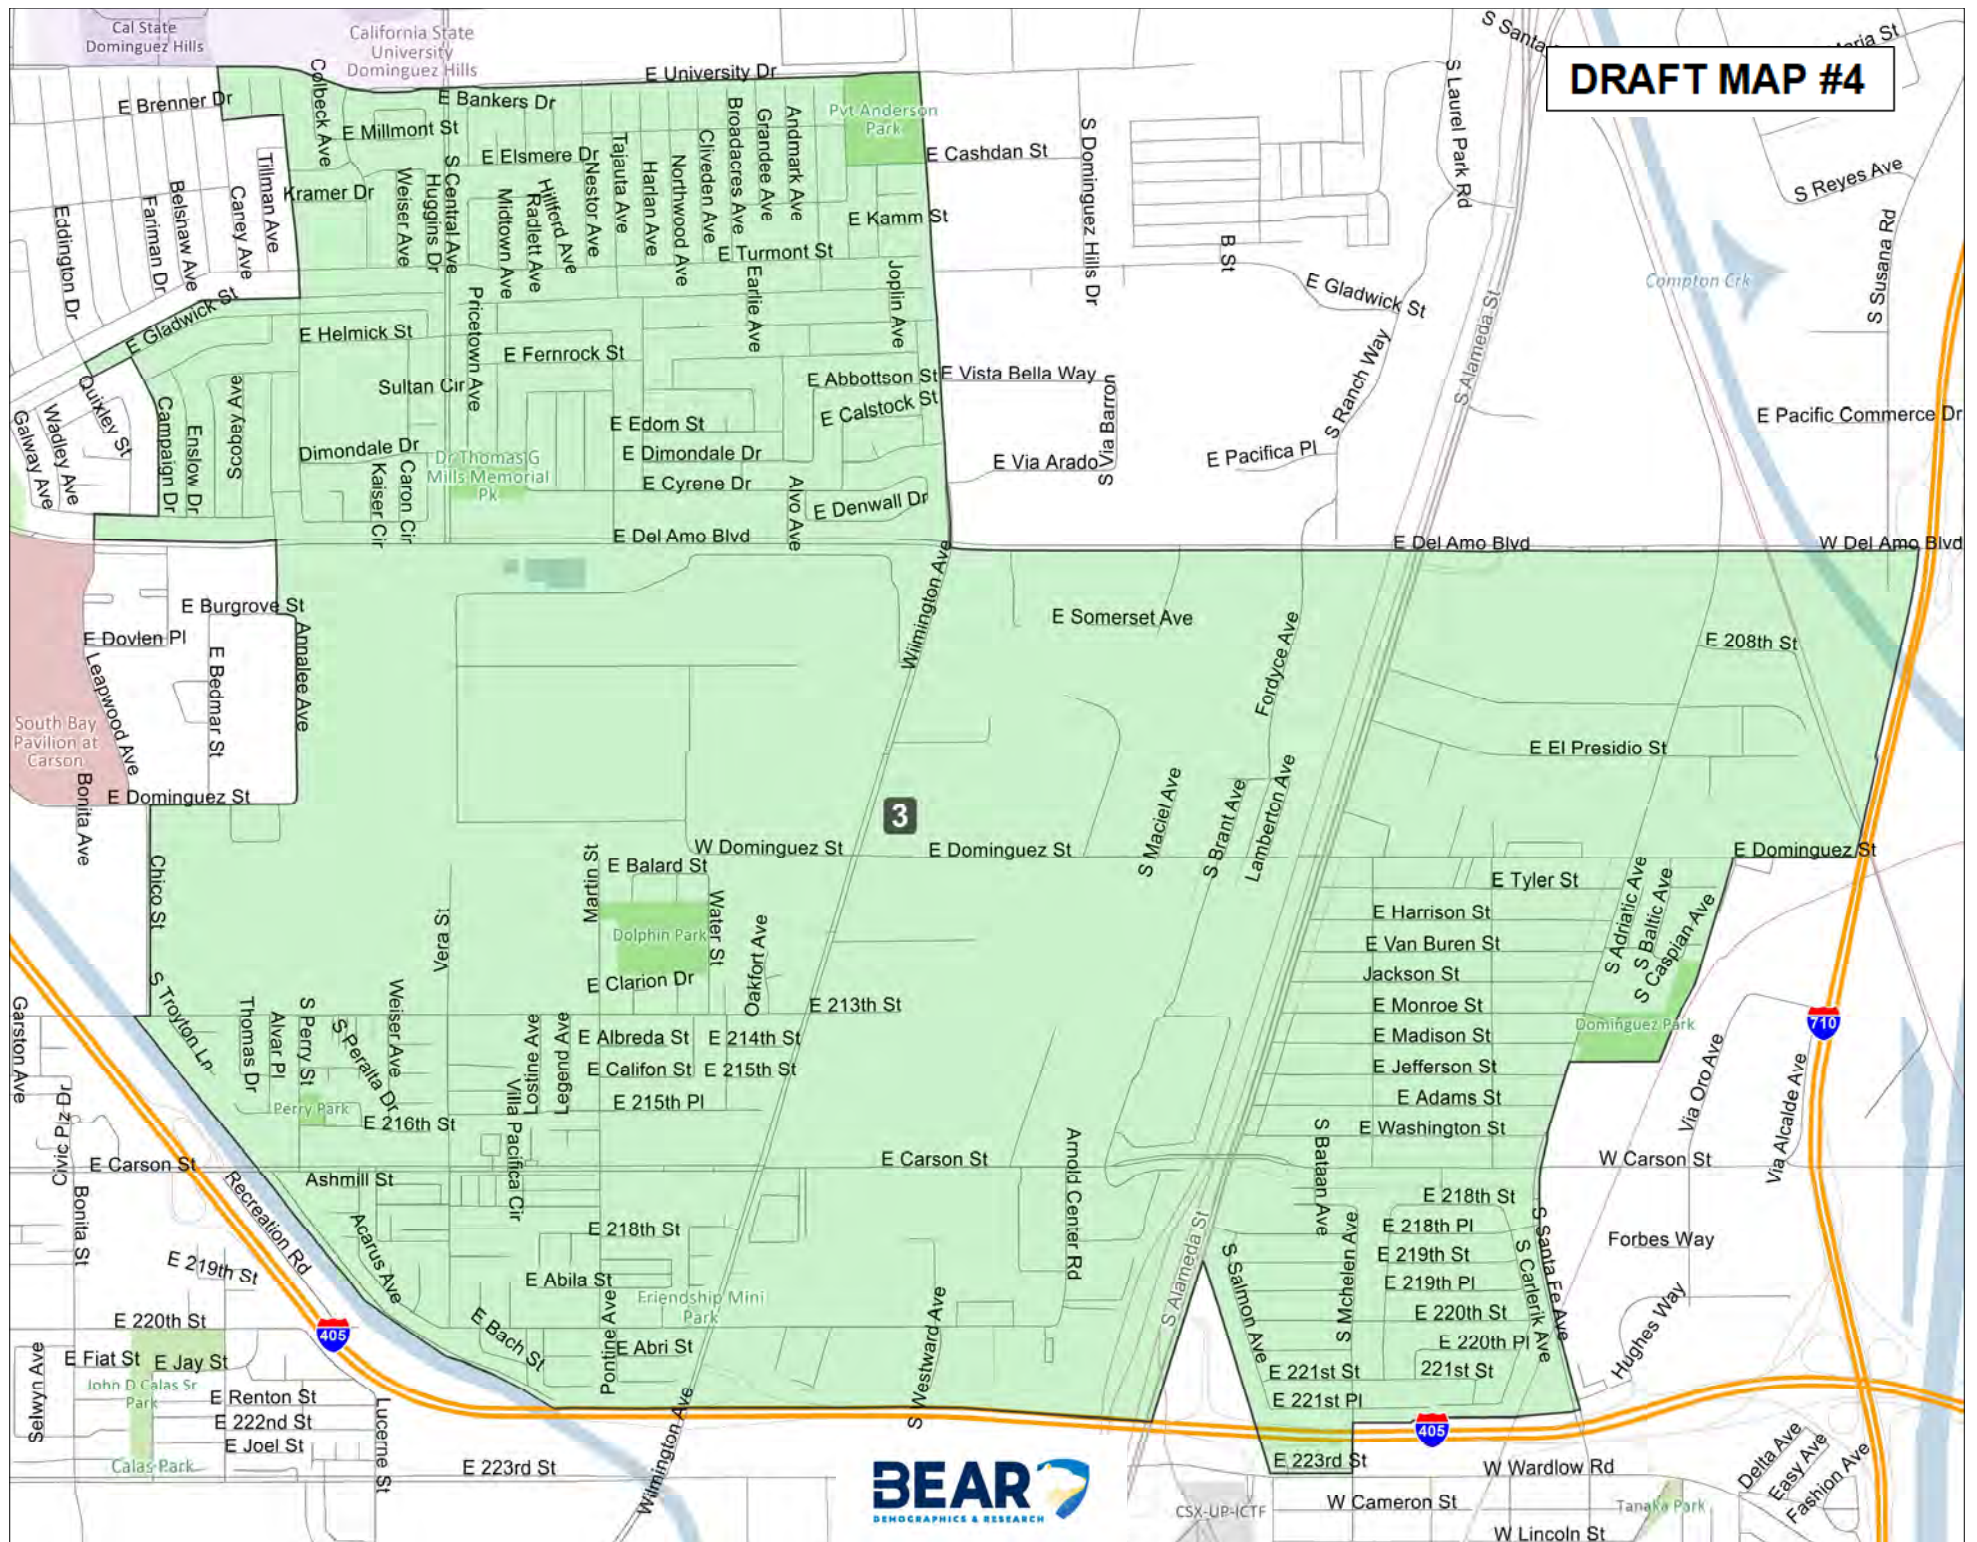 Cal State
Dominguez Hills
California State
University
Dominguez Hills
S Santa
aria St
DRAFT MAP #4
E University Dr
E Brenner Dr
Colbeck Ave
E Bankers Dr
E Millmont St
E Elsmere Dr
Pvt Anderson
Park
Broadacres Ave
Grandee Ave
Andmark Ave
Cliveden Ave
Tajauta Ave
Harlan Ave
Northwood Ave
Nestor Ave
Hillford Ave
Radlett Ave
Midtown Ave
S Central Ave
Huggins Dr
Weiser Ave
Kramer Dr
Tillman Ave
Caney Ave
Belshaw Ave
Fariman Dr
Eddington Dr
E Cashdan St
S Dominguez Hills Dr
S Laurel Park Rd
S Reyes Ave
S Susana Rd
E Kamm St
E Turmont St
B St
Compton Crk
E Gladwick St
E Gladwick St
Joplin Ave
Earlie Ave
Pricetown Ave
E Helmick St
E Fernrock St
Sultan Cir
E Abbottson St
E Vista Bella Way
E Calstock St
S Via Barron
S Ranch Way
S Alameda St
E Pacific Commerce Dr
Quixley St
Wadley Ave
Galway Ave
Campaign Dr
Enslow Dr
Scobey Ave
Dimondale Dr
Kaiser Cir
Caron Cir
Dr Thomas G
Mills Memorial
Pk
E Edom St
E Dimondale Dr
E Cyrene Dr
Alvo Ave
E Denwall Dr
E Via Arado
E Pacifica Pl
E Del Amo Blvd
E Del Amo Blvd
W Del Amo Blvd
Wilmington Ave
E Burgrove St
E Dovlen Pl
Annalee Ave
E Bedmar St
Leapwood Ave
South Bay
Pavilion at
Carson
Bonita Ave
E Dominguez St
E Somerset Ave
Fordyce Ave
E 208th St
E El Presidio St
3
S Maciel Ave
S Brant Ave
Lamberton Ave
W Dominguez St
E Dominguez St
E Dominguez St
Chico St
Vera St
Martin St
E Balard St
Dolphin Park
Water St
Oakfort Ave
E Clarion Dr
E 213th St
E Tyler St
E Harrison St
E Van Buren St
Jackson St
E Monroe St
E Madison St
E Jefferson St
E Adams St
E Washington St
S Adriatic Ave
S Baltic Ave
S Caspian Ave
Dominguez Park
710
Via Oro Ave
Via Alcalde Ave
S Troyton Ln
Thomas Dr
Alvar Pl
S Perry St
S Peralta Dr
Weiser Ave
Perry Park
E 216th St
Lostine Ave
Legend Ave
Villa Pacifica Cir
E Albreda St
E 214th St
E Califon St
E 215th St
E 215th Pl
Garston Ave
Civic Plz Dr
E Carson St
E Carson St
W Carson St
Bonita St
Recreation Rd
Ashmill St
Acarus Ave
E 218th St
E Abila St
Friendship Mini
Park
Pontine Ave
E Abri St
E Bach St
Arnold Center Rd
S Westward Ave
S Alameda St
S Salmon Ave
S Bataan Ave
S Mchelen Ave
E 218th St
E 218th Pl
E 219th St
E 219th Pl
E 220th St
E 220th Pl
E 221st St
221st St
E 221st Pl
S Carlerik Ave
S Santa Fe Ave
Forbes Way
Hughes Way
E 219th St
E 220th St
405
E Fiat St
E Jay St
John D Calas Sr
Park
Selwyn Ave
E Renton St
E 222nd St
E Joel St
Calas Park
Lucerne St
E 223rd St
Wilmington Ave
405
E 223rd St
W Wardlow Rd
W Cameron St
W Lincoln St
Tanaka Park
Delta Ave
Easy Ave
Fashion Ave
CSX-UP-ICTF
BEAR
DEMOGRAPHICS & RESEARCH